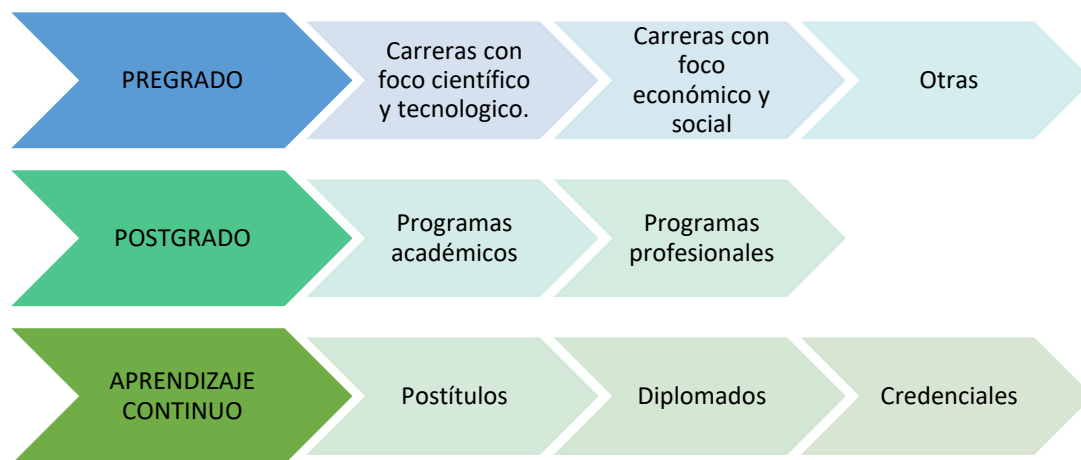 PREGRADO
Carreras con
foco científico
y tecnologico.
Carreras con
foco
económico y
social
Otras
POSTGRADO
Programas
académicos
Programas
profesionales
APRENDIZAJE
CONTINUO
Postítulos
Diplomados
Credenciales